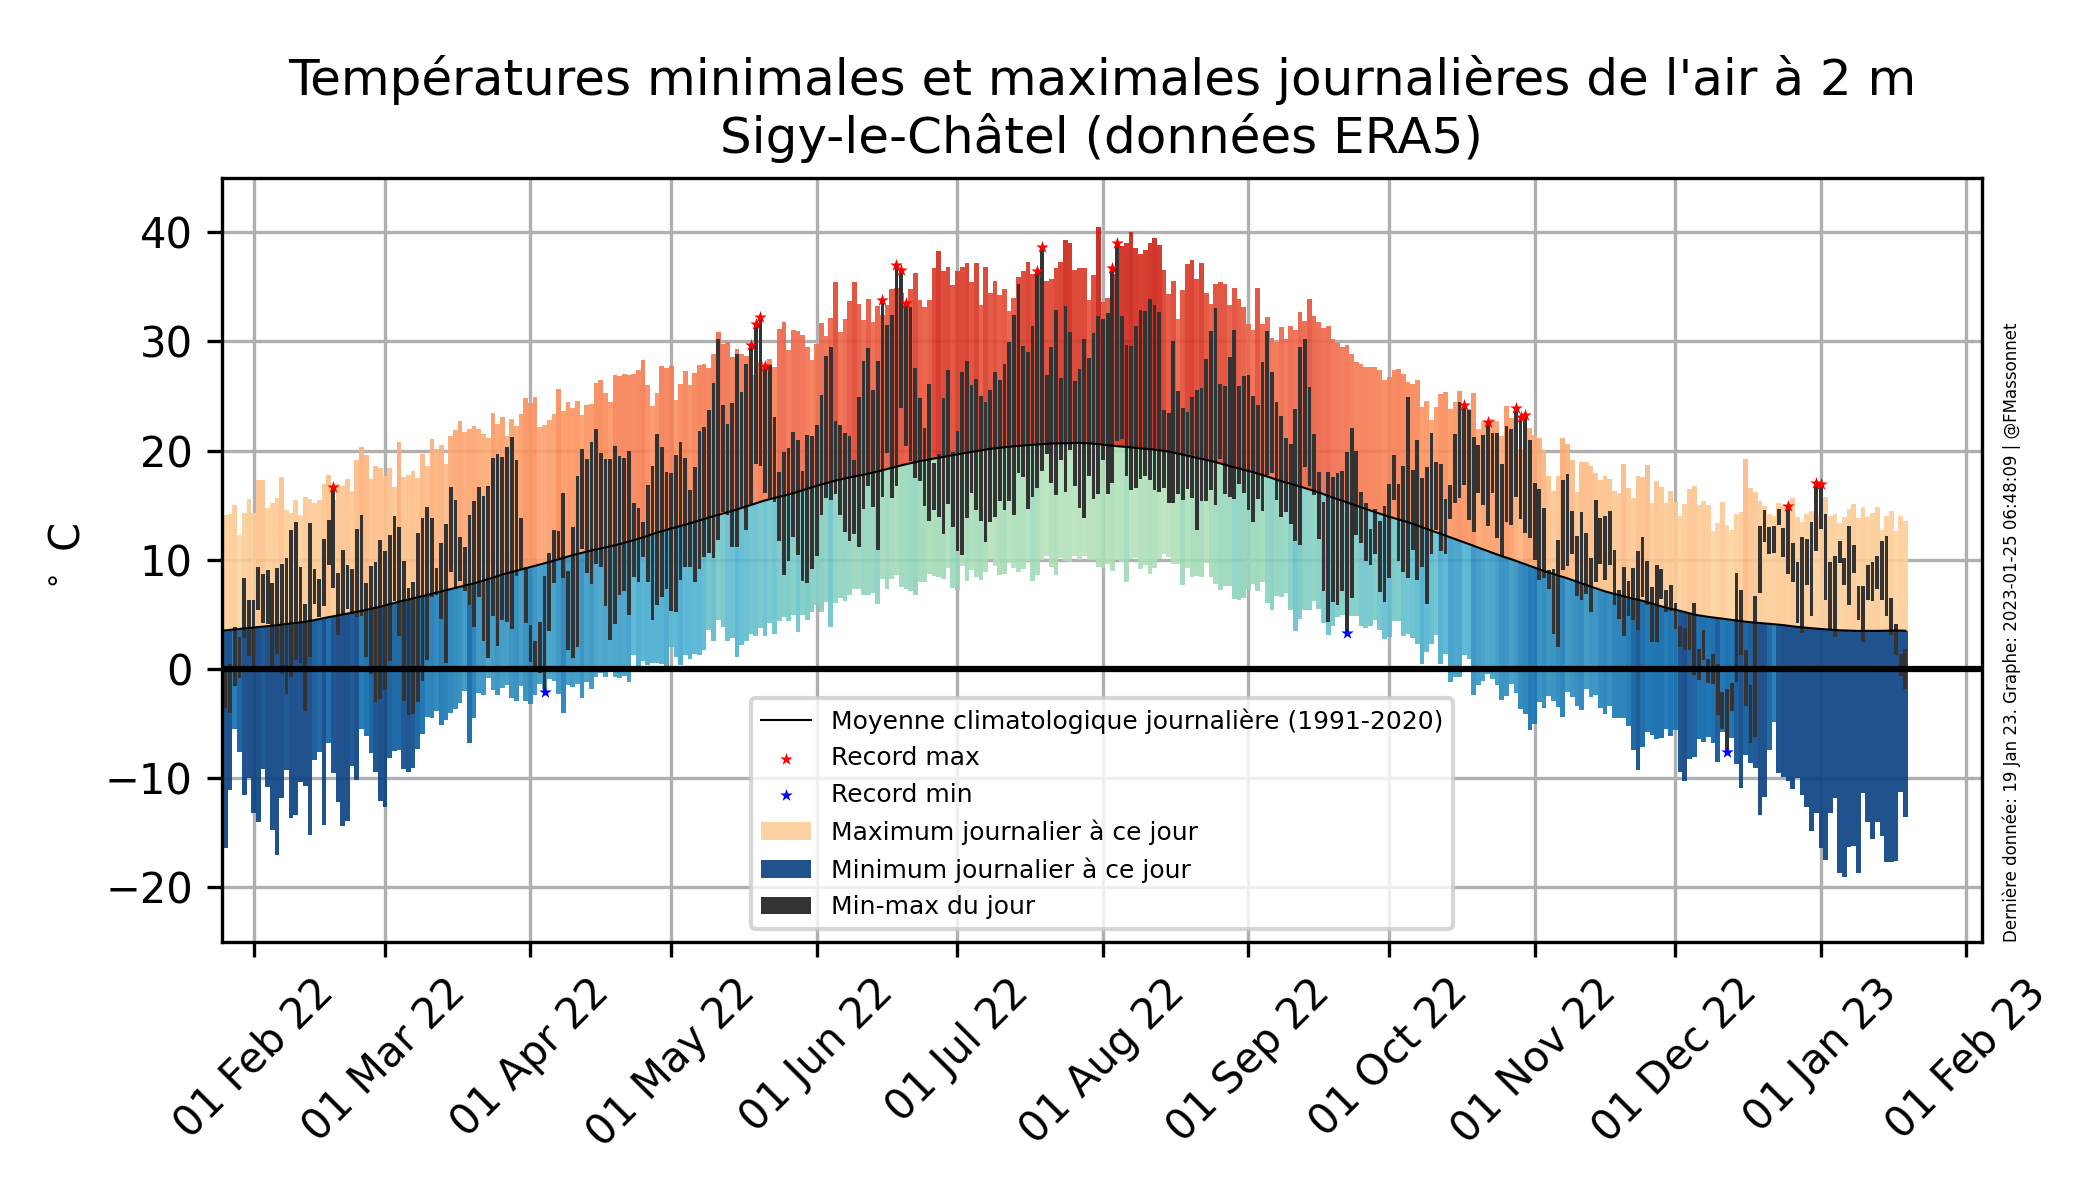 Températures minimales et maximales journalières de l'air à 2 m
Sigy-le-Châtel (données ERA5)
° C
40
30
20
10
0
−10
−20
Moyenne climatologique journalière (1991-2020)
Record max
Record min
Maximum journalier à ce jour
Minimum journalier à ce jour
Min-max du jour
01 Feb 22
01 Mar 22
01 Apr 22
01 May 22
01 Jun 22
01 Jul 22
01 Aug 22
01 Sep 22
01 Oct 22
01 Nov 22
01 Dec 22
01 Jan 23
01 Feb 23
Dernière donnée: 19 Jan 23. Graphe: 2023-01-25 06:48:09 | @FMassonnet